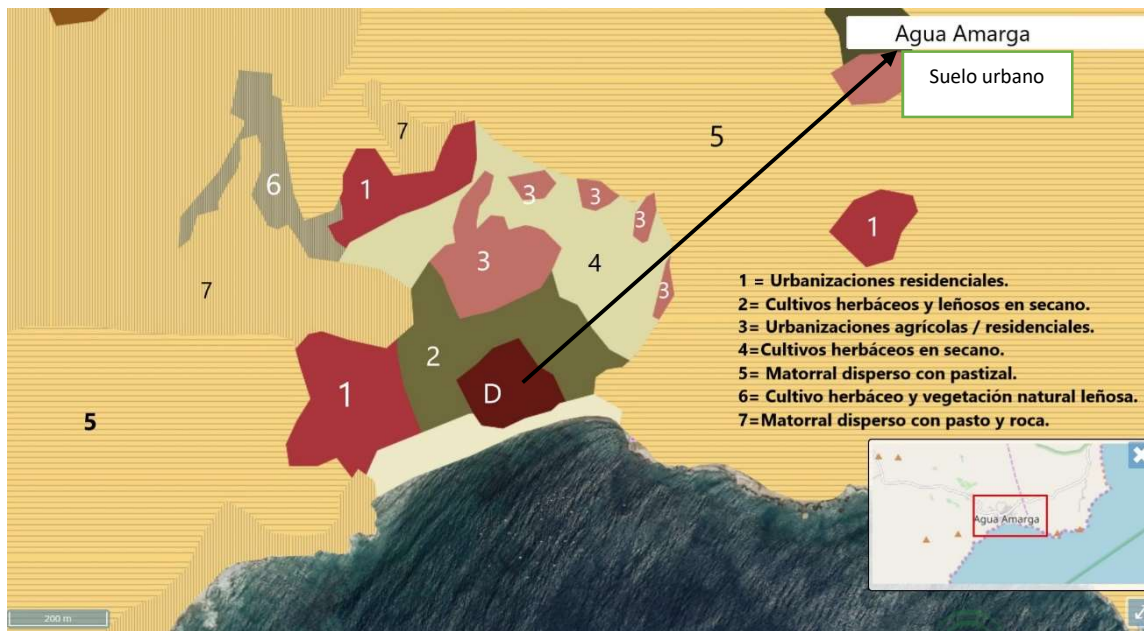 Agua Amarga
Suelo urbano
7
5
6
1
3
3
3
1
3
4
7
3
1 = Urbanizaciones residenciales.
2 = Cultivos herbáceos y leñosos en secano.
3 = Urbanizaciones agrícolas / residenciales.
4=Cultivos herbáceos en secano.
5= Matorral disperso con pastizal.
6= Cultivo herbáceo y vegetación natural leñosa.
7=Matorral disperso con pasto y roca.
2
1
D
5
Agua Amarga
200 m